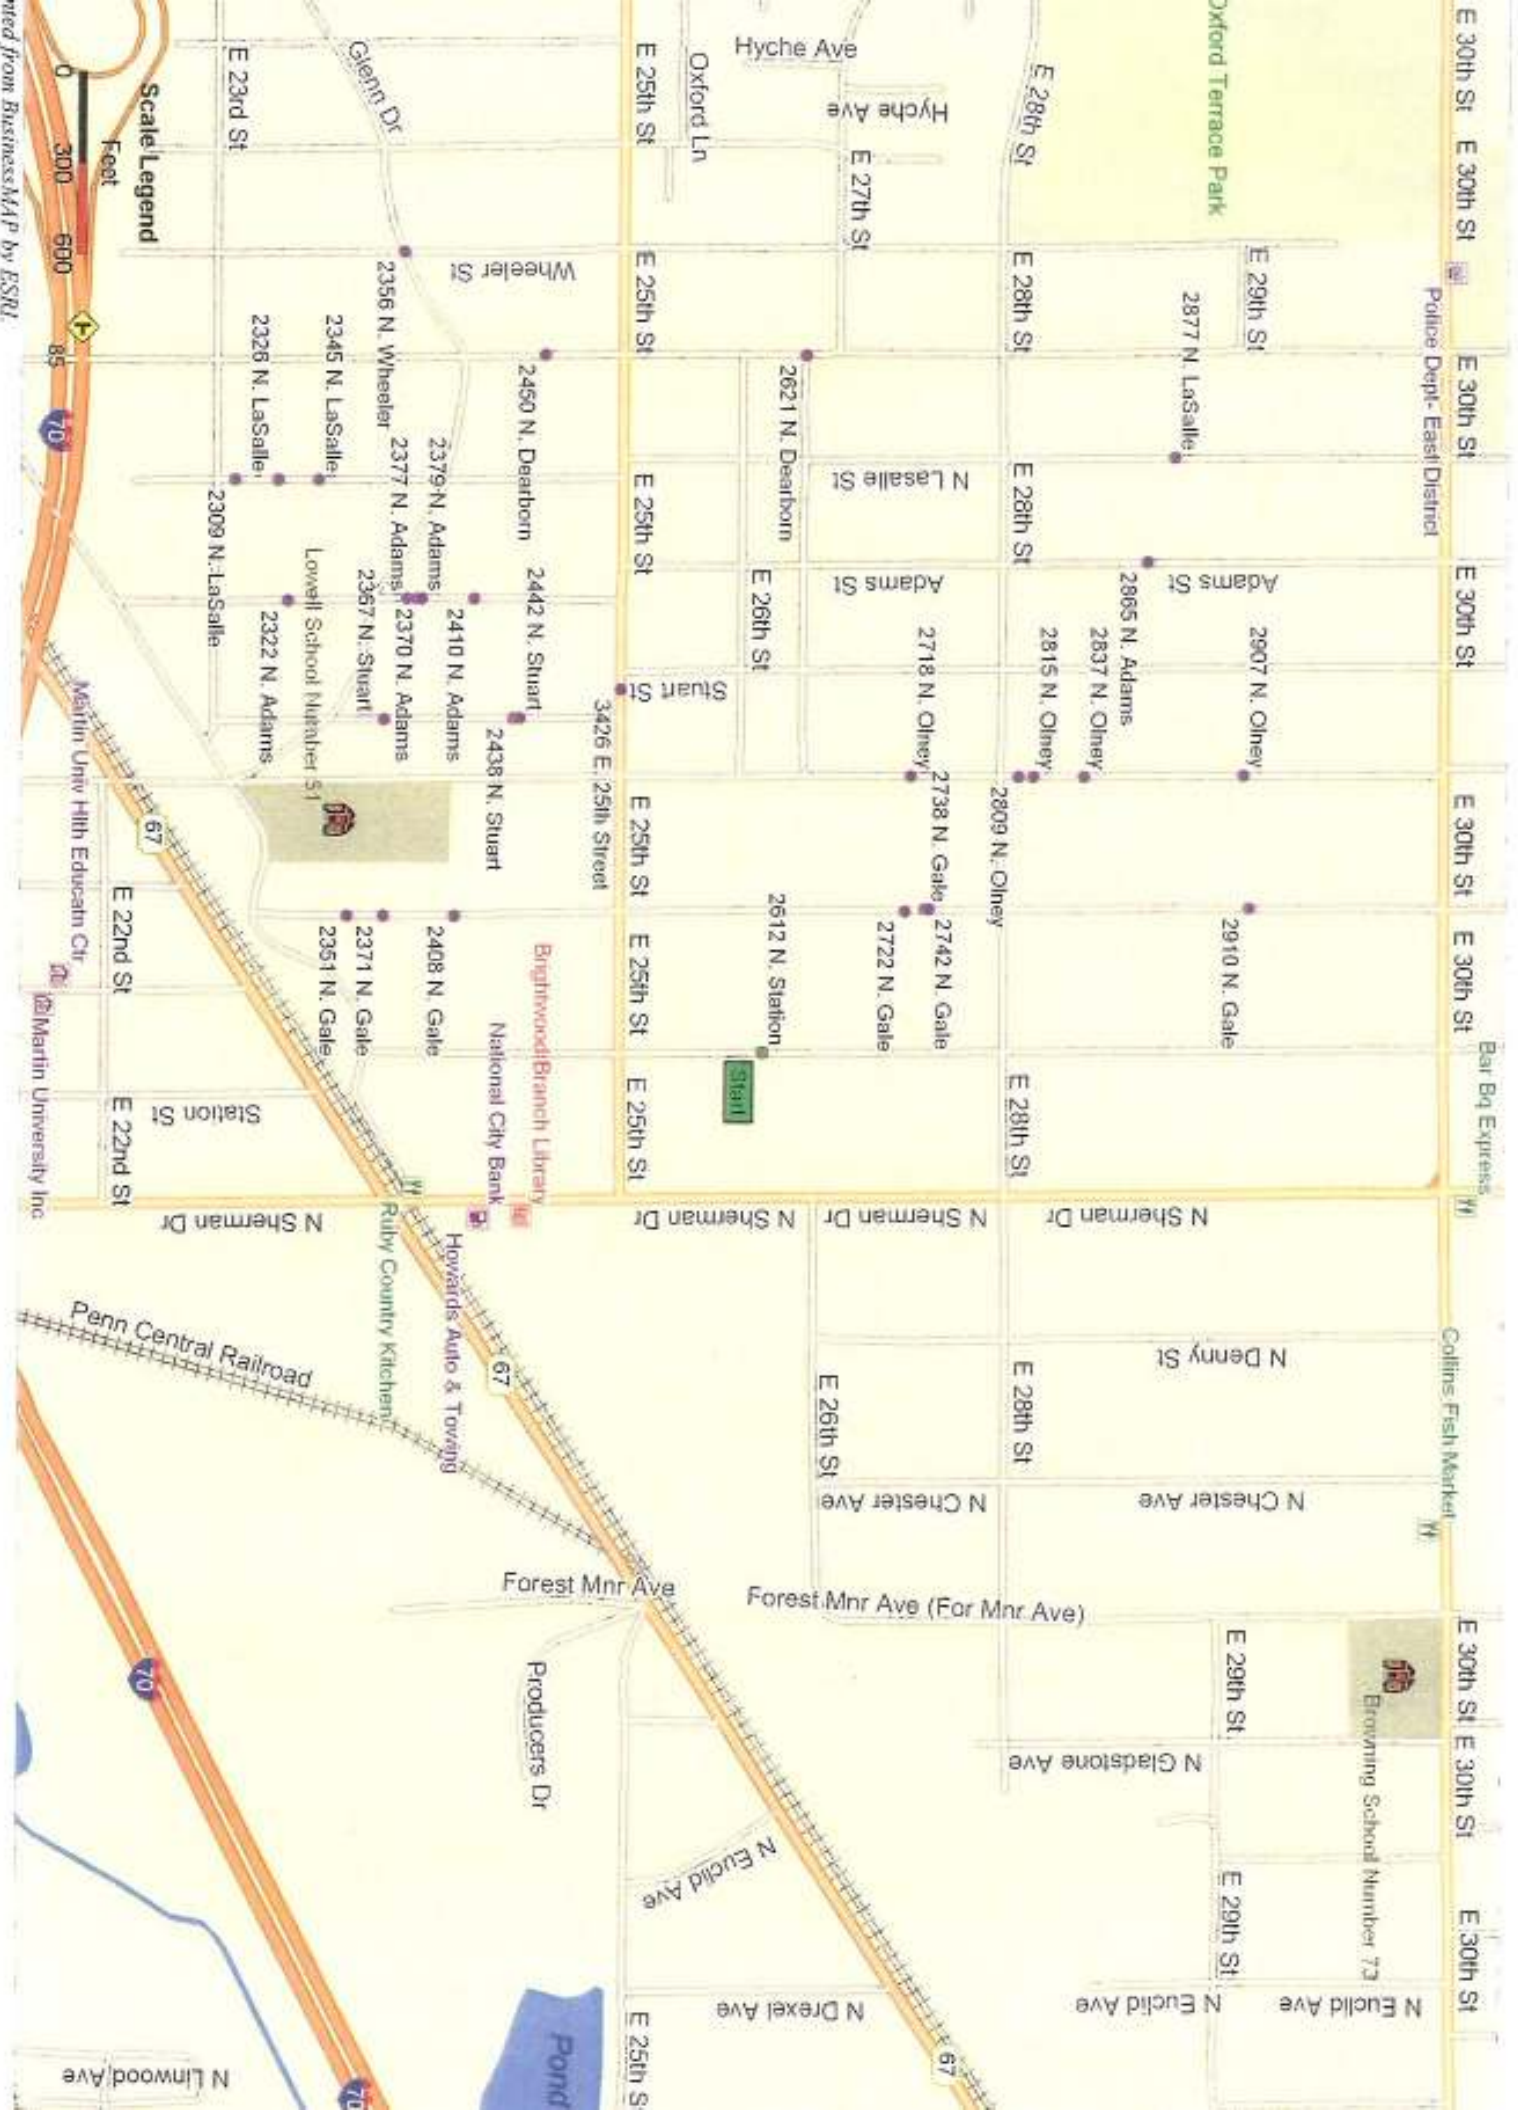 E 30th St
E 30th St
E 30th St
E 30th St
E 30th St
E 30th St
E 30th St
E 30th St
E 30th St
Police Dept- East District
Bar Bq Express
Collins Fish Market
Browning School Number 73
Oxford Terrace Park
E 29th St
E 29th St
E 29th St
2877 N. LaSalle
2865 N. Adams
Adams St
2907 N. Olney
2910 N. Gale
2837 N. Olney
2815 N. Olney
2809 N. Olney
N Sherman Dr
N Denny St
N Chester Ave
N Gladstone Ave
N Euclid Ave
N Euclid Ave
E 28th St
E 28th St
E 28th St
E 28th St
E 28th St
Hyche Ave
Hyche Ave
E 27th St
N Lasalle St
Adams St
2718 N. Olney
2738 N. Gale
2742 N. Gale
2722 N. Gale
N Sherman Dr
N Chester Ave
Forest Mnr Ave (For Mnr Ave)
2621 N. Dearborn
E 26th St
2612 N. Station
Start
E 26th St
Oxford Ln
Stuart St
N Sherman Dr
N Drexel Ave
67
E 25th St
E 25th St
E 25th St
E 25th St
E 25th St
E 25th St
E 25th St
3426 E. 25th Street
N Euclid Ave
Forest Mnr Ave
Producers Dr
Pond
Wheeler St
2450 N. Dearborn
2442 N. Stuart
2438 N. Stuart
Brightwood Branch Library
National City Bank
Howards Auto & Towing
67
Ruby Country Kitchen
Glenn Dr
2356 N. Wheeler
2379 N. Adams
2377 N. Adams
2410 N. Adams
2370 N. Adams
2367 N. Stuart
2408 N. Gale
2371 N. Gale
2351 N. Gale
2345 N. LaSalle
2326 N. LaSalle
2309 N. LaSalle
2322 N. Adams
Lowell School Number 51
E 23rd St
Station St
N Sherman Dr
Penn Central Railroad
67
E 22nd St
E 22nd St
Martin Univ Hlth Educatn Ctr
Martin University Inc
N Linwood Ave
Scale Legend
Feet
0 300 600
85
70
70
70
from BusinessMAP by ESRI.